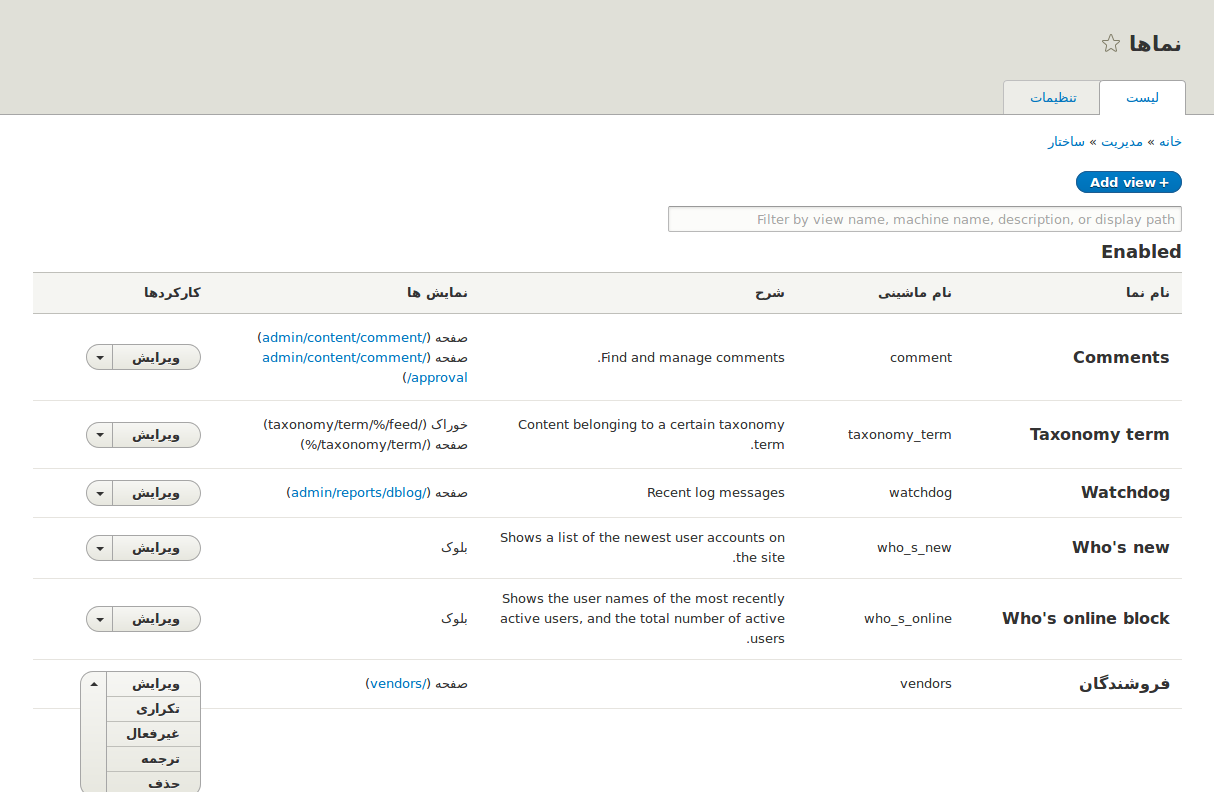 نماها
لیست
تنظیمات
خانه » مدیریت » ساختار
Add view +
Filter by view name, machine name, description, or display path
Enabled
نام نما	نام ماشینی	شرح	نمایش ها	کارکردها
Comments	comment	Find and manage comments.	صفحه (/admin/content/comment)
صفحه (/admin/content/comment
/approval)	ویرایش
Taxonomy term	taxonomy_term	Content belonging to a certain taxonomy
term.	خوراک (/taxonomy/term/%/feed)
صفحه (/taxonomy/term/%)	ویرایش
Watchdog	watchdog	Recent log messages	صفحه (/admin/reports/dblog)	ویرایش
Who's new	who_s_new	Shows a list of the newest user accounts on
the site.	بلوک	ویرایش
Who's online block	who_s_online	Shows the user names of the most recently
active users, and the total number of active
users.	بلوک	ویرایش
فروشندگان	vendors	صفحه (/vendors)	ویرایش
تکراری
غیرفعال
ترجمه
حذف